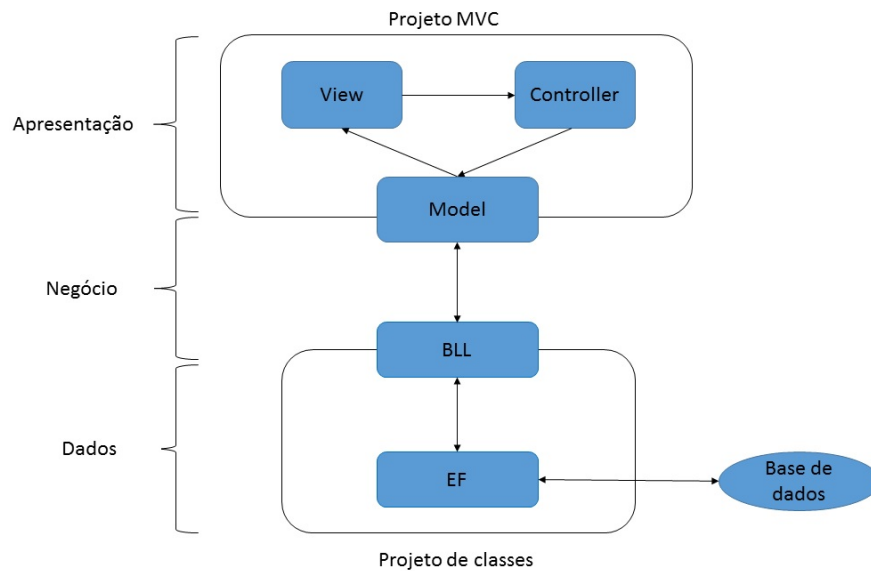 Projeto MVC
View
Controller
Apresentação
Model
Negócio
BLL
Dados
EF
Base de
dados
Projeto de classes